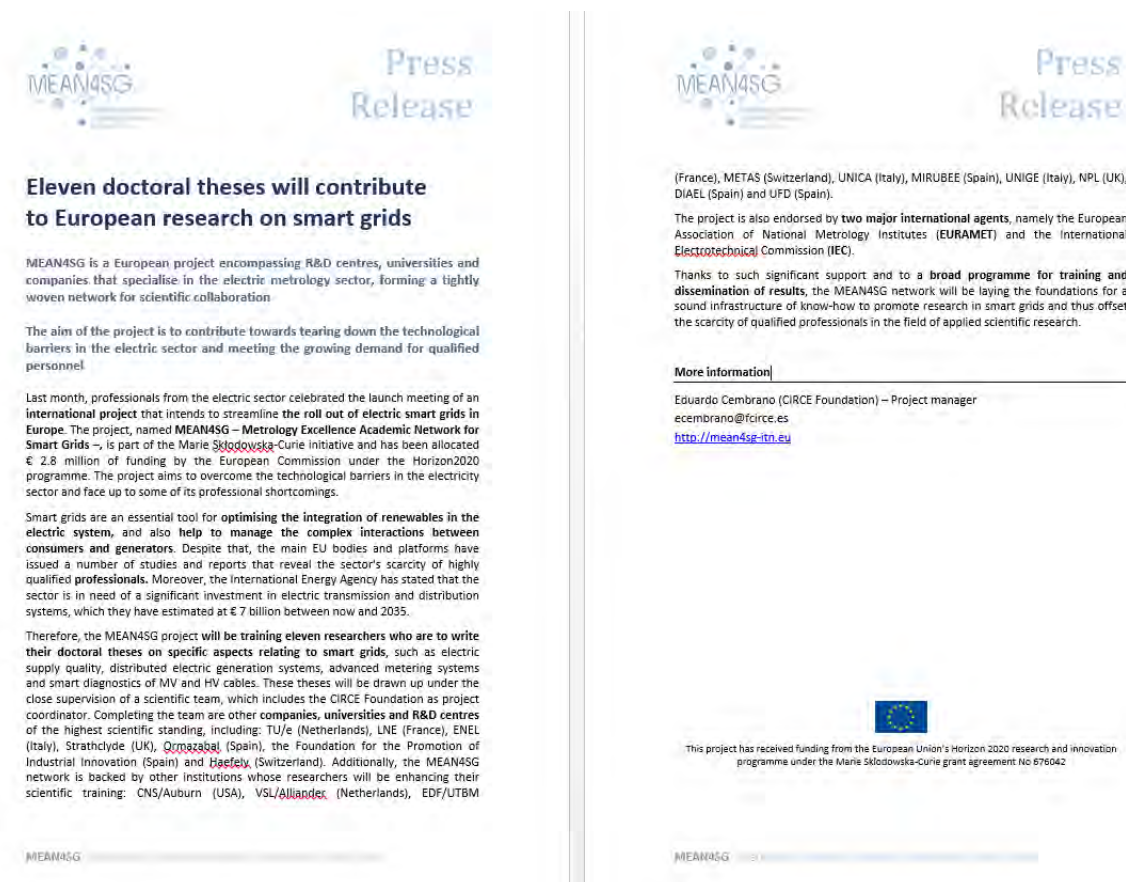 MEAN4SG
Press
Release
Eleven doctoral theses will contribute
to European research on smart grids
MEAN4SG is a European project encompassing R&D centres, universities and
companies that specialise in the electric metrology sector, forming a tightly
woven network for scientific collaboration
The aim of the project is to contribute towards tearing down the technological
barriers in the electric sector and meeting the growing demand for qualified
personnel
Last month, professionals from the electric sector celebrated the launch meeting of an
international project that intends to streamline the roll out of electric smart grids in
Europe. The project, named MEAN4SG – Metrology Excellence Academic Network for
Smart Grids –, is part of the Marie Skłodowska-Curie initiative and has been allocated
€ 2.8 million of funding by the European Commission under the Horizon2020
programme. The project aims to overcome the technological barriers in the electricity
sector and face up to some of its professional shortcomings.
Smart grids are an essential tool for optimising the integration of renewables in the
electric system, and also help to manage the complex interactions between
consumers and generators. Despite that, the main EU bodies and platforms have
issued a number of studies and reports that reveal the sector's scarcity of highly
qualified professionals. Moreover, the International Energy Agency has stated that the
sector is in need of a significant investment in electric transmission and distribution
systems, which they have estimated at € 7 billion between now and 2035.
Therefore, the MEAN4SG project will be training eleven researchers who are to write
their doctoral theses on specific aspects relating to smart grids, such as electric
supply quality, distributed electric generation systems, advanced metering systems
and smart diagnostics of MV and HV cables. These theses will be drawn up under the
close supervision of a scientific team, which includes the CIRCE Foundation as project
coordinator. Completing the team are other companies, universities and R&D centres
of the highest scientific standing, including: TU/e (Netherlands), LNE (France), ENEL
(Italy), Strathclyde (UK), Ormazabal (Spain), the Foundation for the Promotion of
Industrial Innovation (Spain) and Haefely (Switzerland). Additionally, the MEAN4SG
network is backed by other institutions whose researchers will be enhancing their
scientific training: CNS/Auburn (USA), VSL/Alliander (Netherlands), EDF/UTBM
MEAN4SG
MEAN4SG
Press
Release
(France), METAS (Switzerland), UNICA (Italy), MIRUBEE (Spain), UNIGE (Italy), NPL (UK),
DIAEL (Spain) and UFD (Spain).
The project is also endorsed by two major international agents, namely the European
Association of National Metrology Institutes (EURAMET) and the International
Electrotechnical Commission (IEC).
Thanks to such significant support and to a broad programme for training and
dissemination of results, the MEAN4SG network will be laying the foundations for a
sound infrastructure of know-how to promote research in smart grids and thus offset
the scarcity of qualified professionals in the field of applied scientific research.
More information
Eduardo Cembrano (CIRCE Foundation) – Project manager
ecembrano@fcirce.es
http://mean4sg-itn.eu
This project has received funding from the European Union's Horizon 2020 research and innovation
programme under the Marie Sklodowska-Curie grant agreement No 676042
MEAN4SG